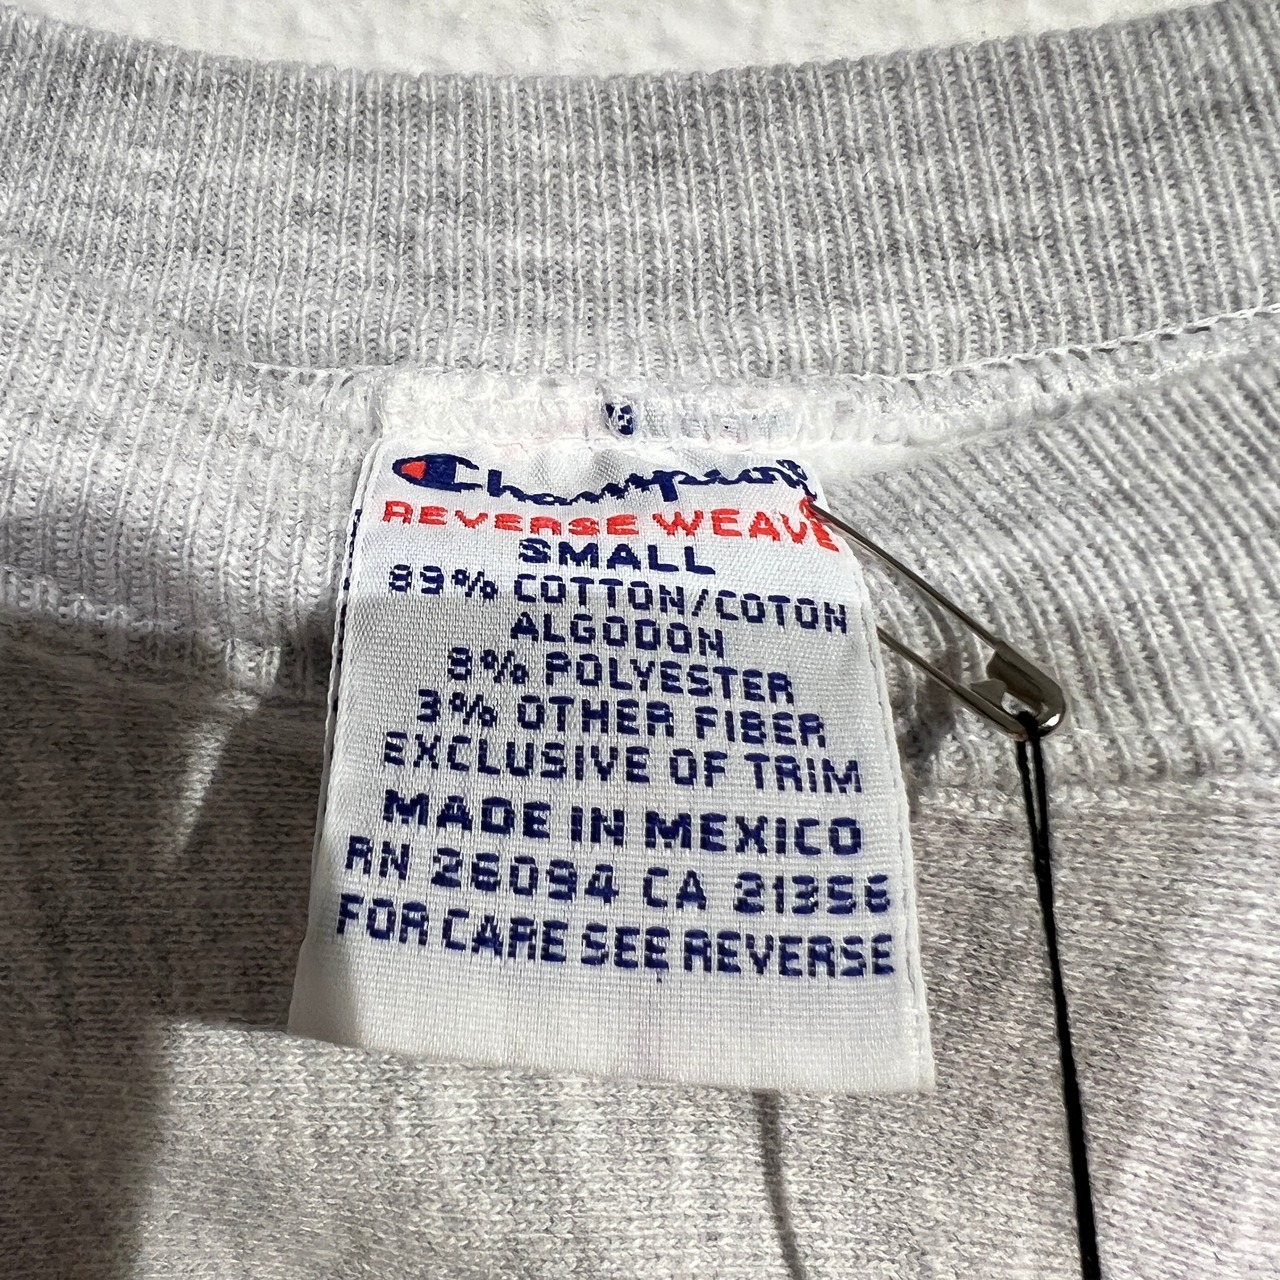 Champion
REVERSE WEAVE
SMALL
89% COTTON/COTON
ALGODON
8% POLYESTER
3% OTHER FIBER
EXCLUSIVE OF TRIM
MADE IN MEXICO
RN 26094 CA 21356
FOR CARE SEE REVERSE